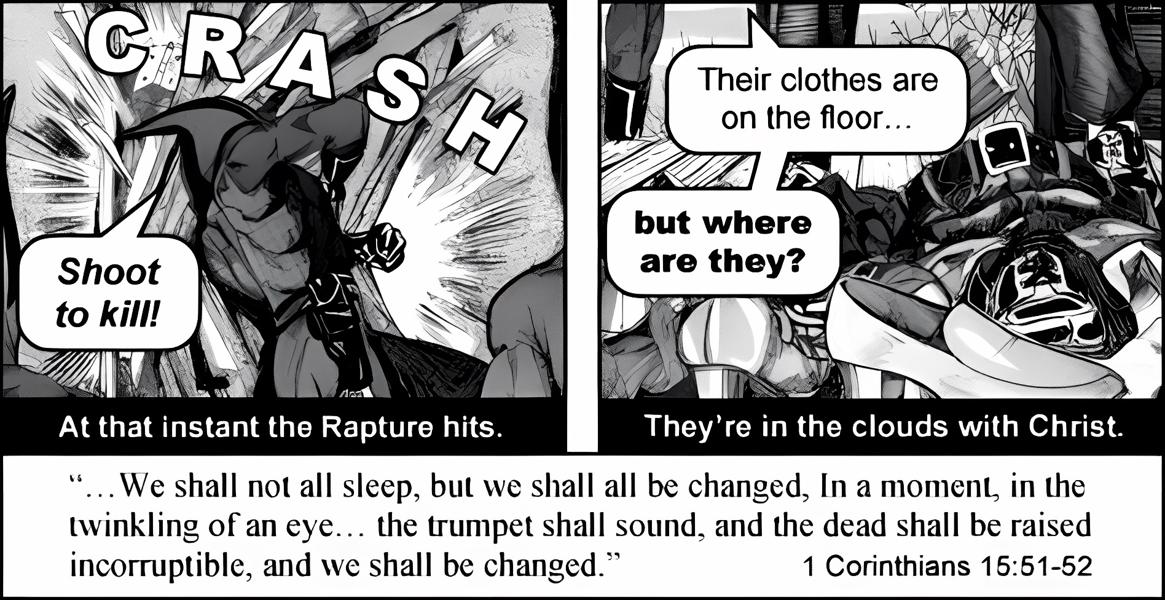 CRASH
Shoot
to kill!
At that instant the Rapture hits.
Their clothes are
on the floor...
but where
are they?
They're in the clouds with Christ.
“...We shall not all sleep, but we shall all be changed, In a moment, in the
twinkling of an eye... the trumpet shall sound, and the dead shall be raised
incorruptible, and we shall be changed.”
1 Corinthians 15:51-52